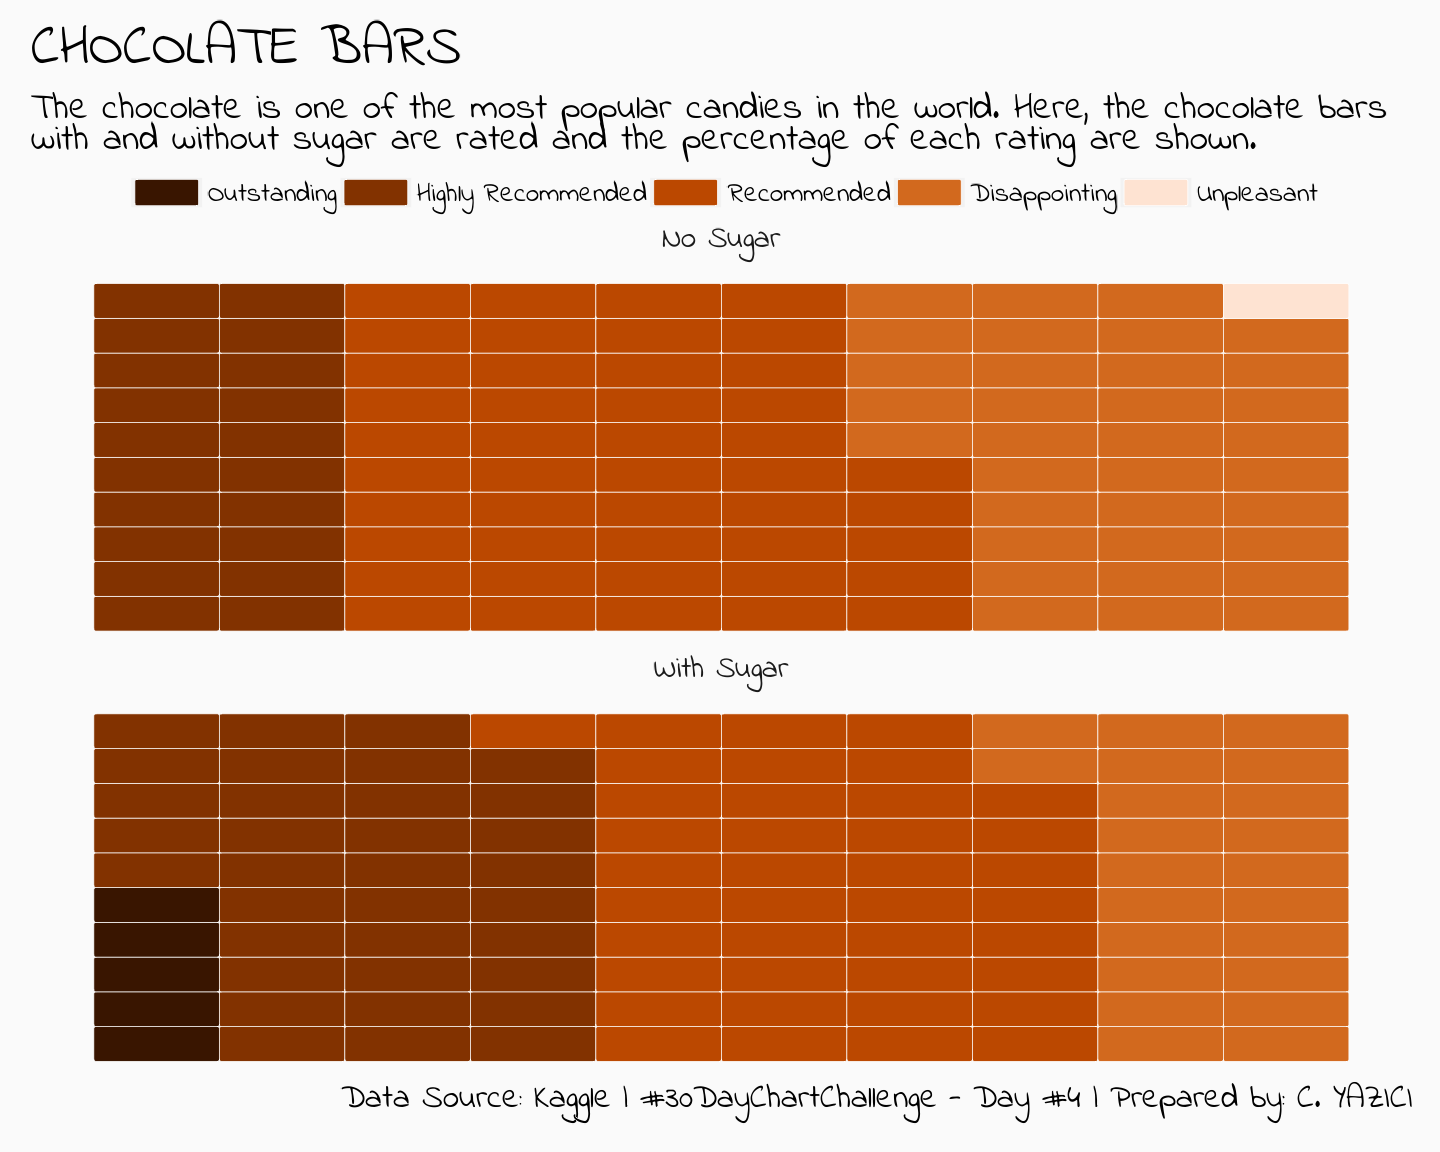 CHOCOLATE BARS
The chocolate is one of the most popular candies in the world. Here, the chocolate bars
with and without sugar are rated and the percentage of each rating are shown.
Outstanding Highly Recommended Recommended Disappointing Unpleasant
No Sugar
With Sugar
Data Source: Kaggle | #30DayChartChallenge - Day #4 | Prepared by: C. YAZICI